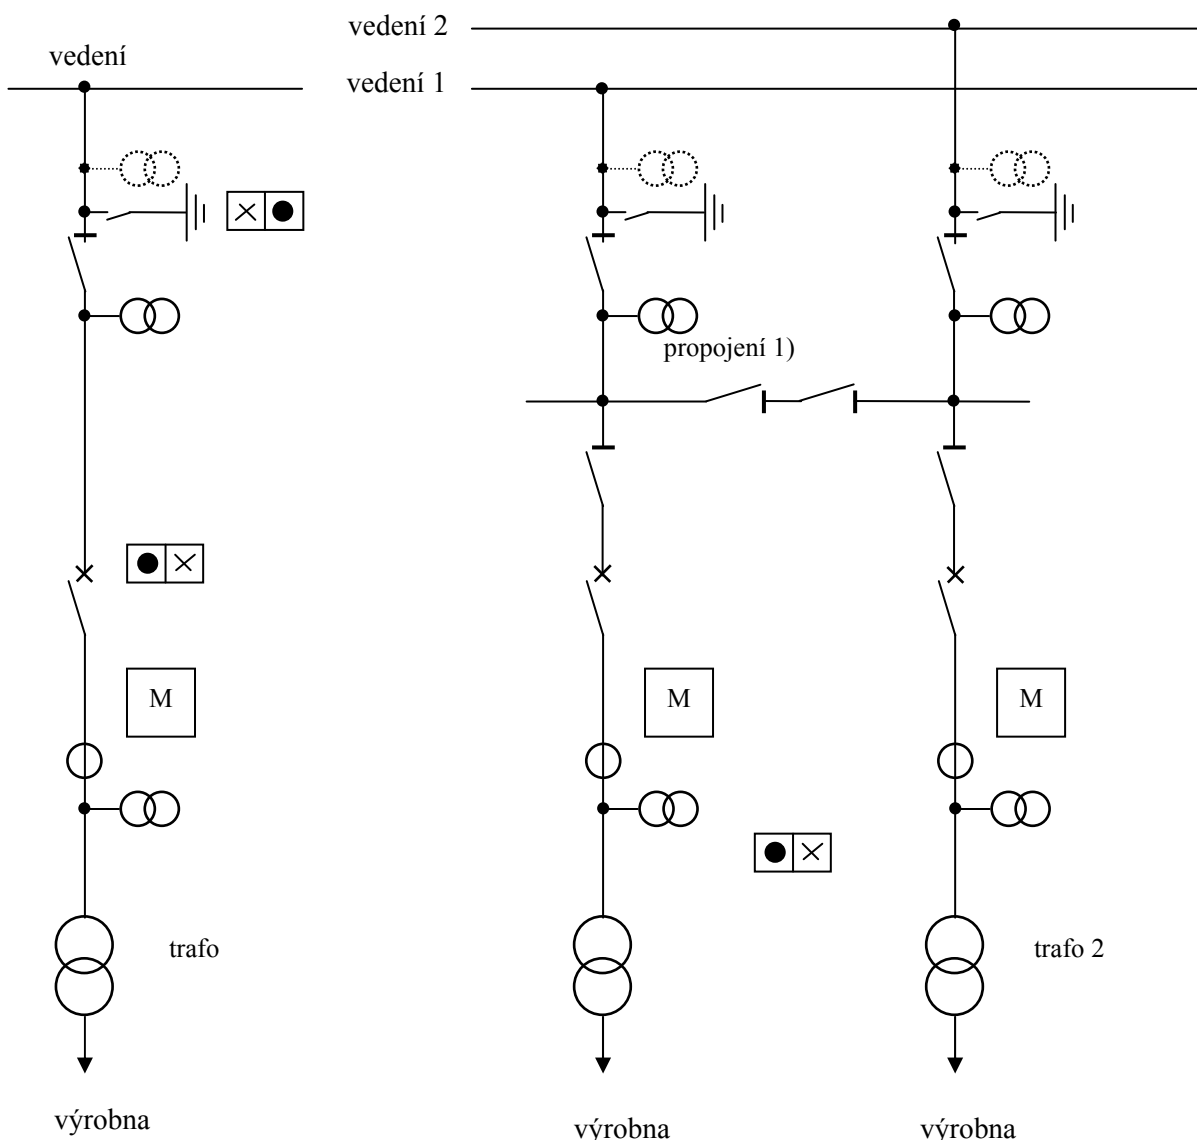 vedení 2
vedení
vedení 1
propojení 1)
M
M
M
trafo
trafo 2
výrobna
výrobna
výrobna